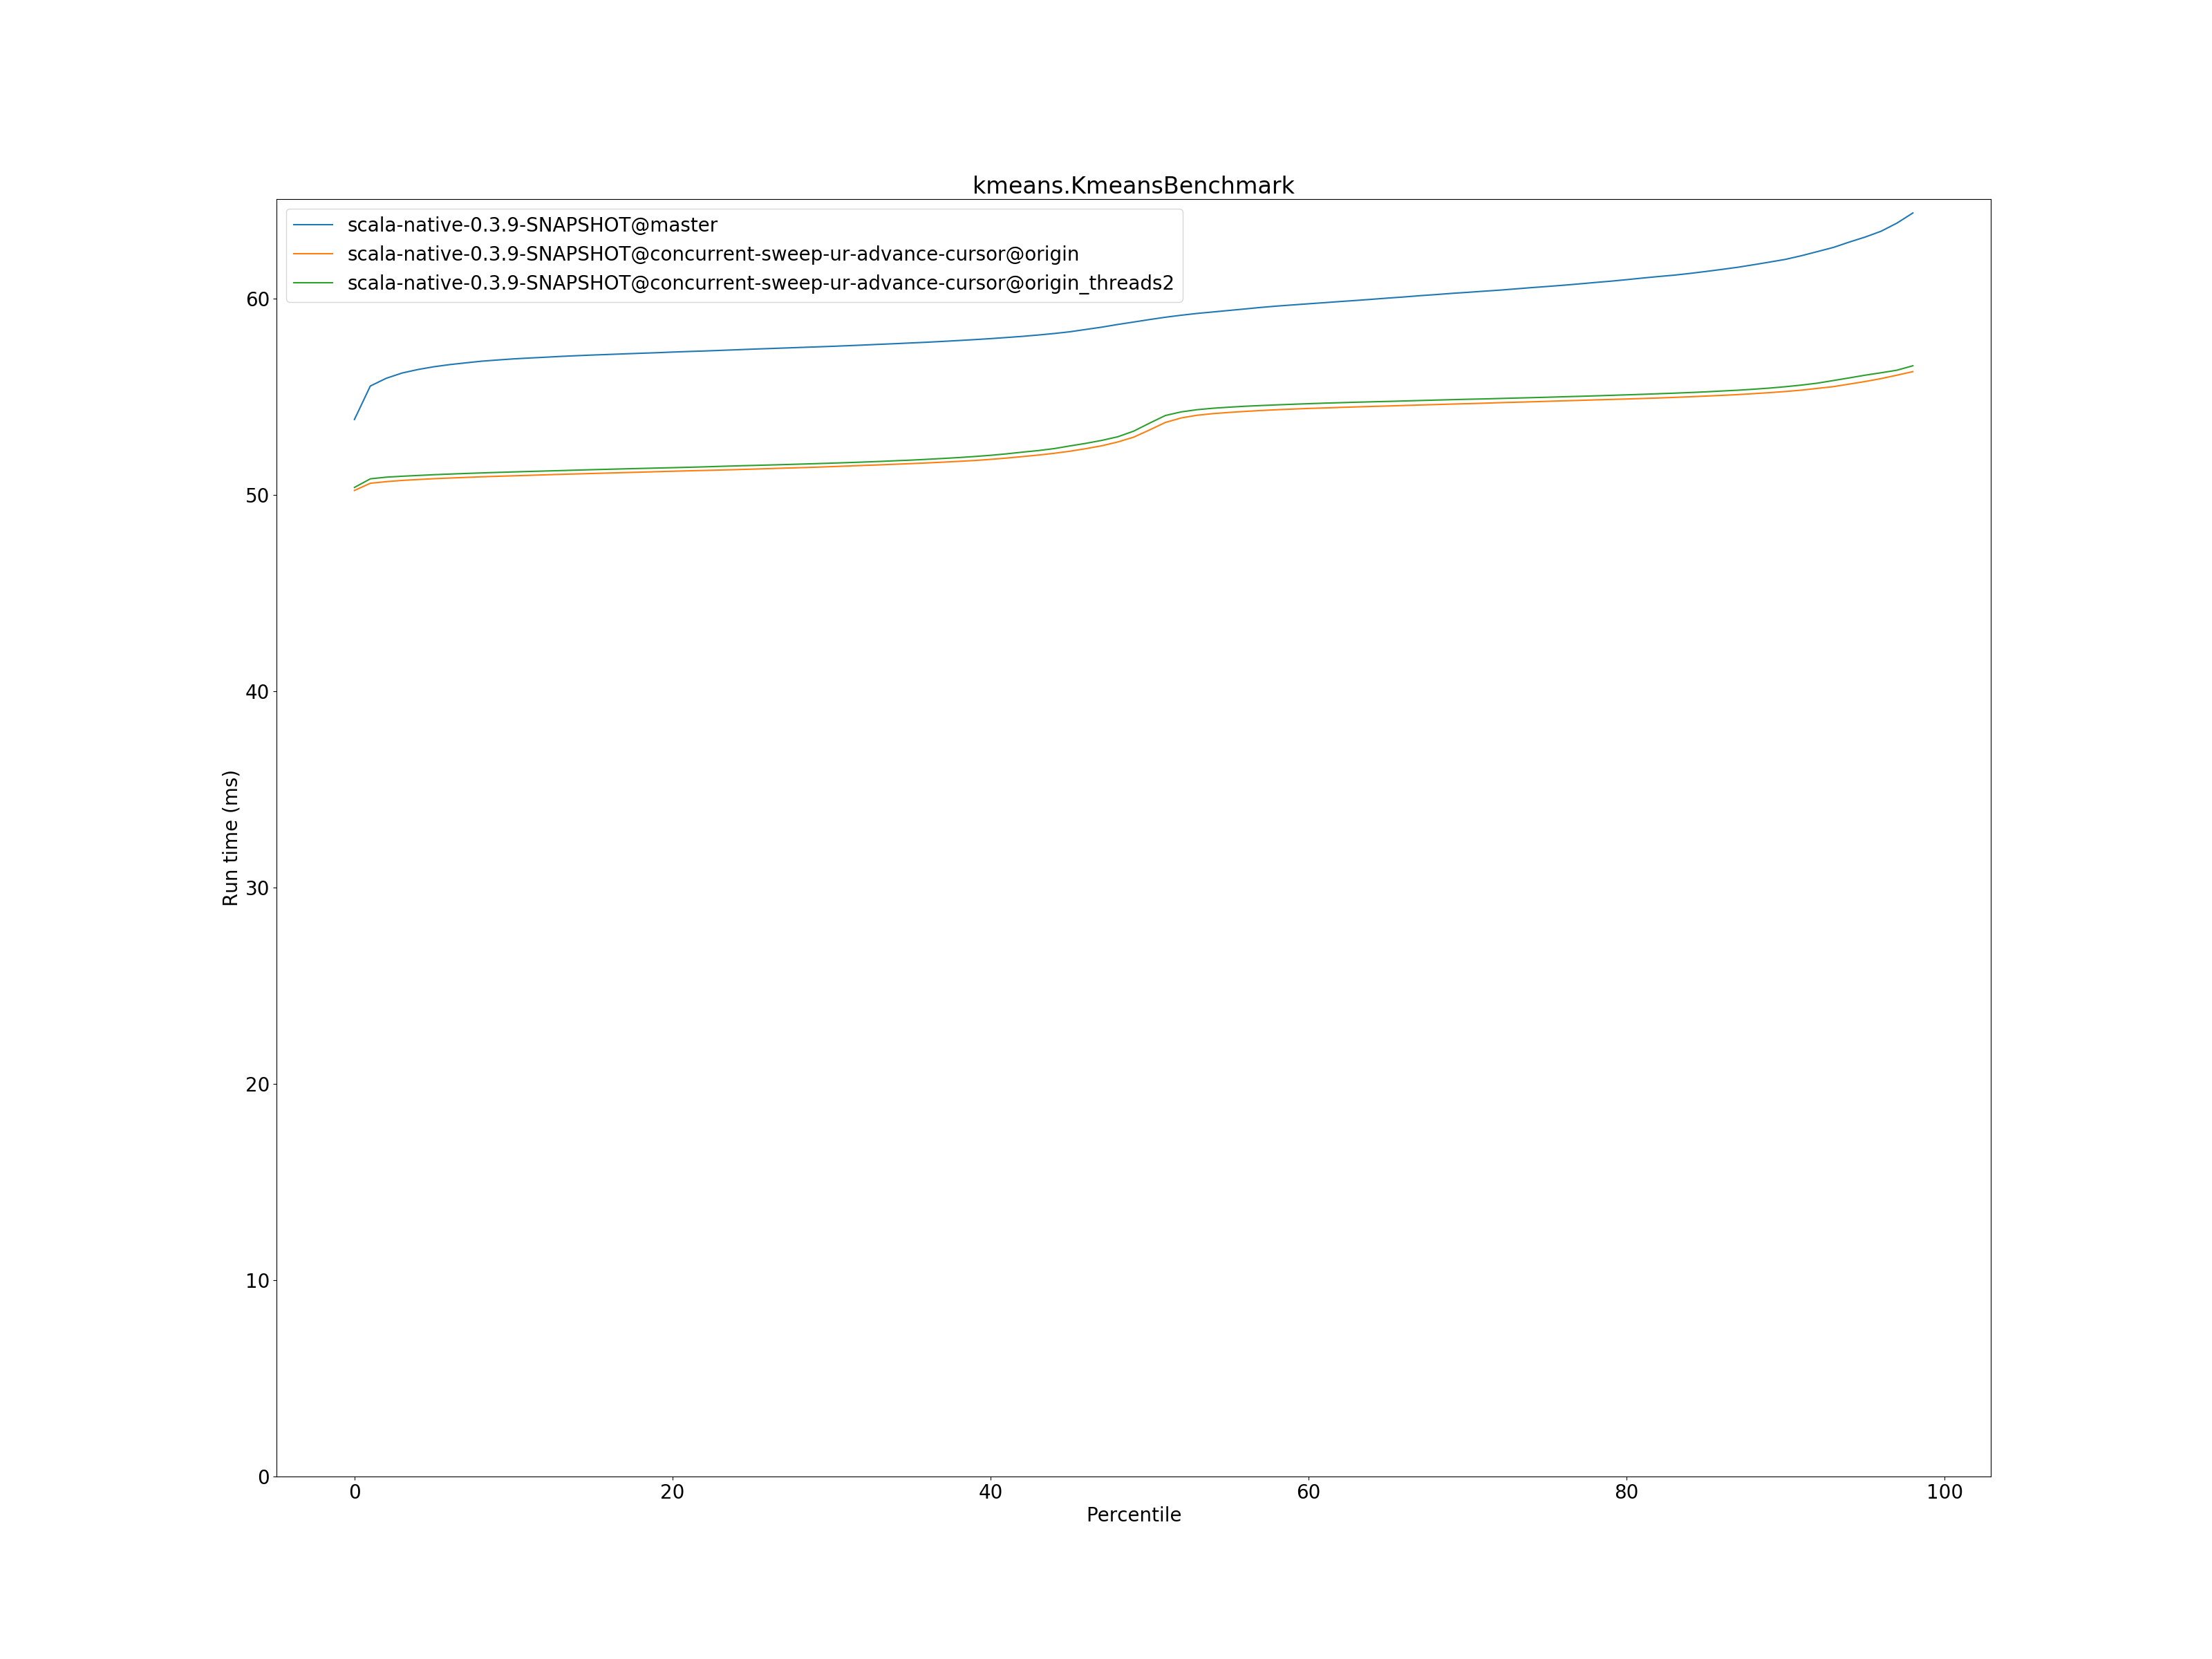 kmeans.KmeansBenchmark
scala-native-0.3.9-SNAPSHOT@master
scala-native-0.3.9-SNAPSHOT@concurrent-sweep-ur-advance-cursor@origin
scala-native-0.3.9-SNAPSHOT@concurrent-sweep-ur-advance-cursor@origin_threads2
60
50
40
30
20
10
0
Run time (ms)
0 20 40 60 80 100
Percentile